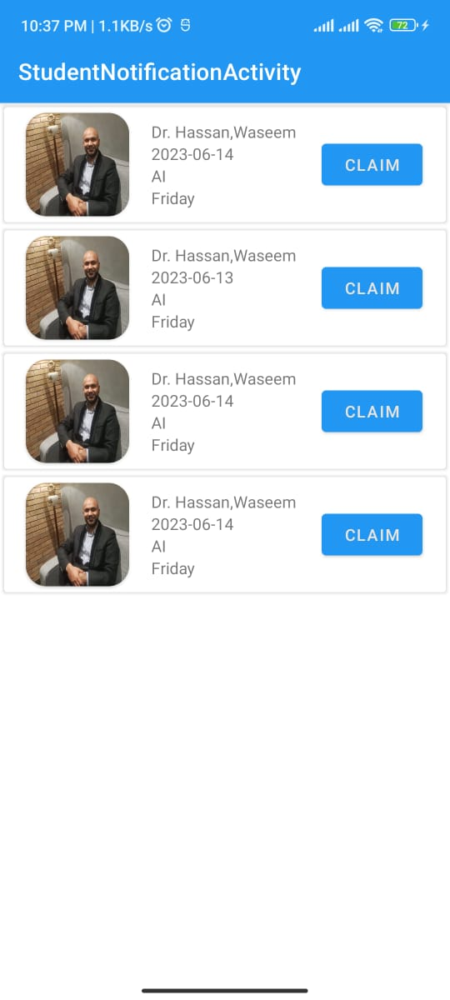 10:37 PM | 1.1KB/s
72
StudentNotificationActivity
Dr. Hassan,Waseem
2023-06-14
AI
Friday
CLAIM
Dr. Hassan,Waseem
2023-06-13
AI
Friday
CLAIM
Dr. Hassan,Waseem
2023-06-14
AI
Friday
CLAIM
Dr. Hassan,Waseem
2023-06-14
AI
Friday
CLAIM